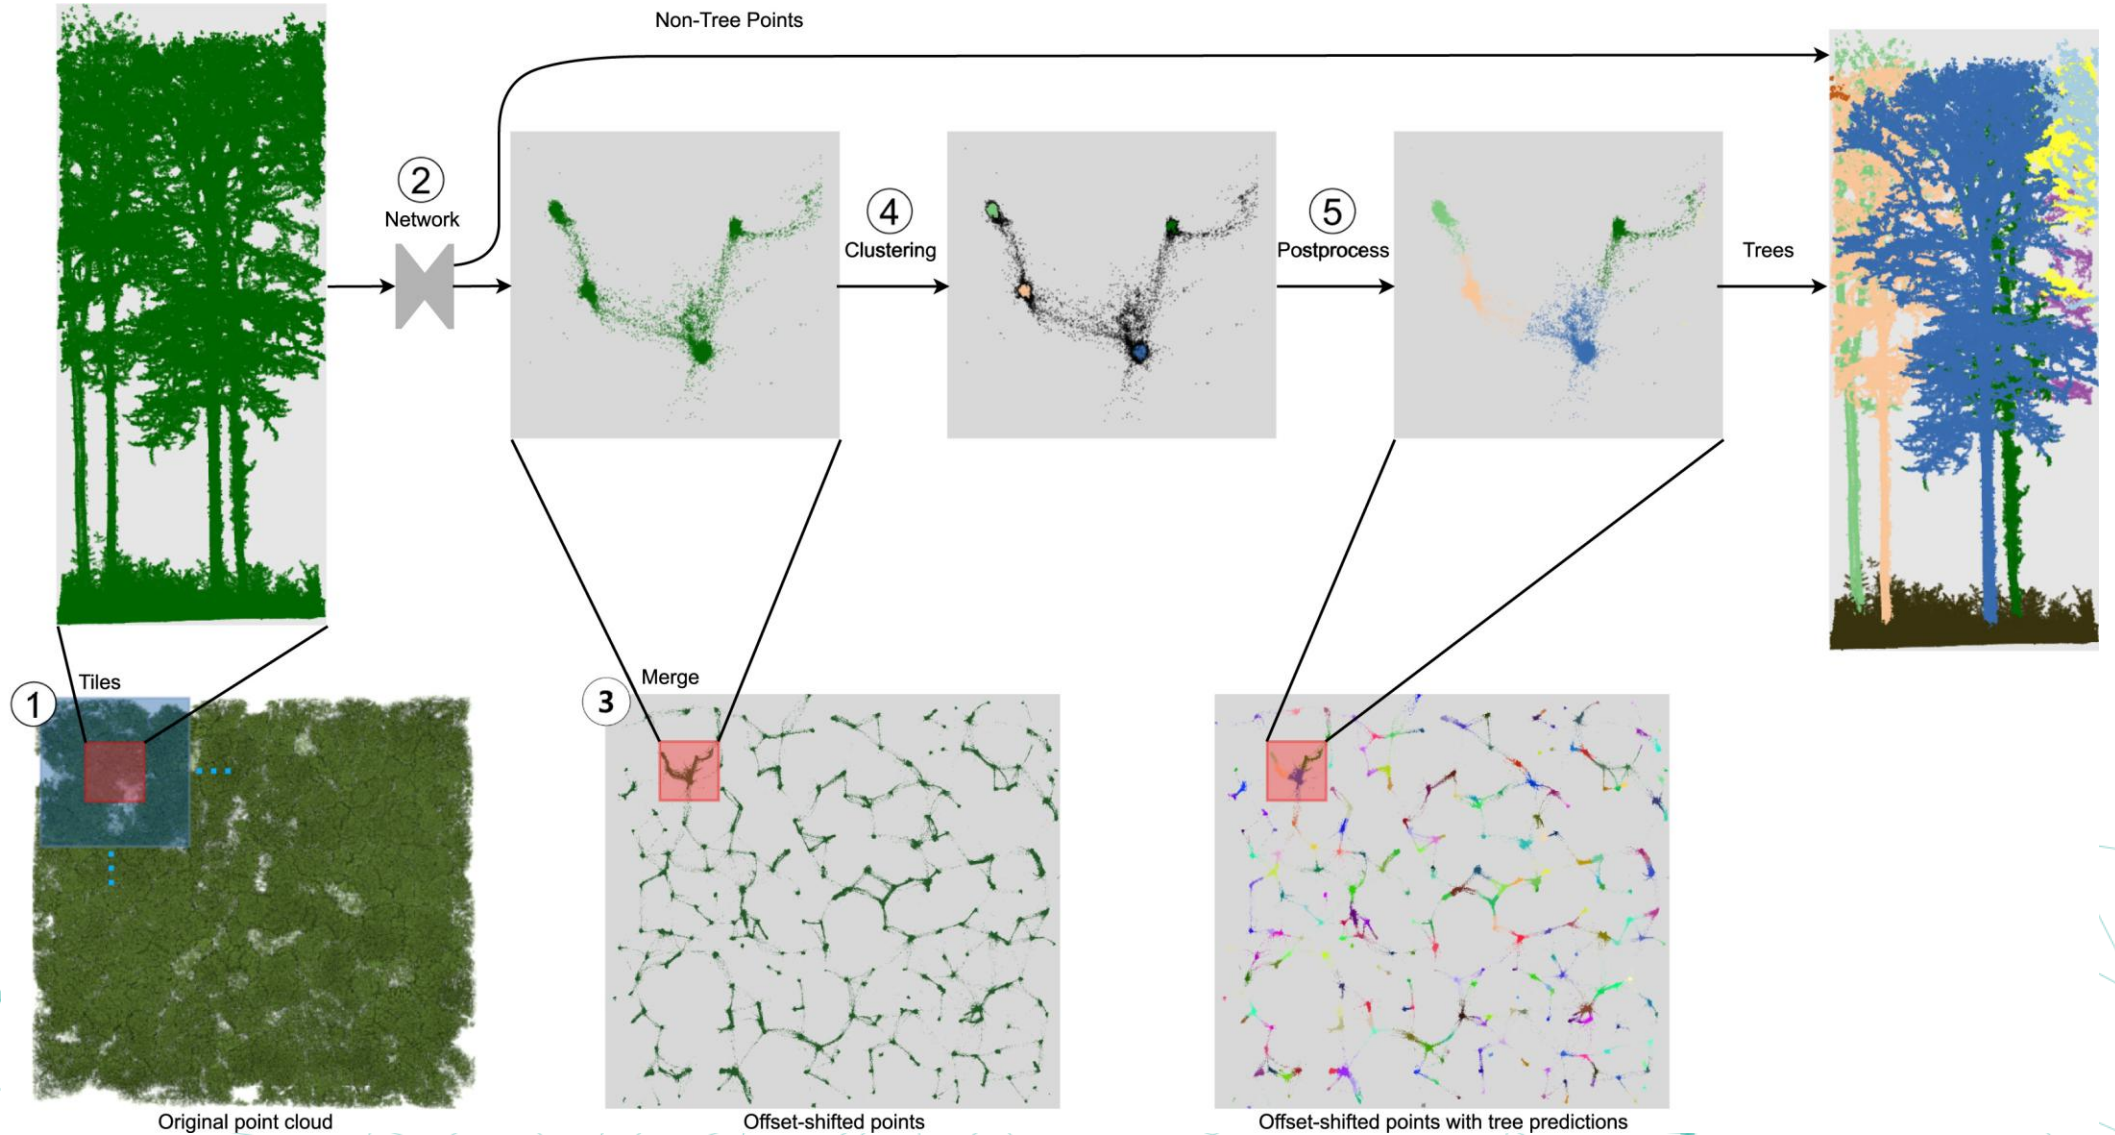 Non-Tree Points
2
Network
4
Clustering
5
Postprocess
Trees
1
Tiles
3
Merge
Original point cloud
Offset-shifted points
Offset-shifted points with tree predictions